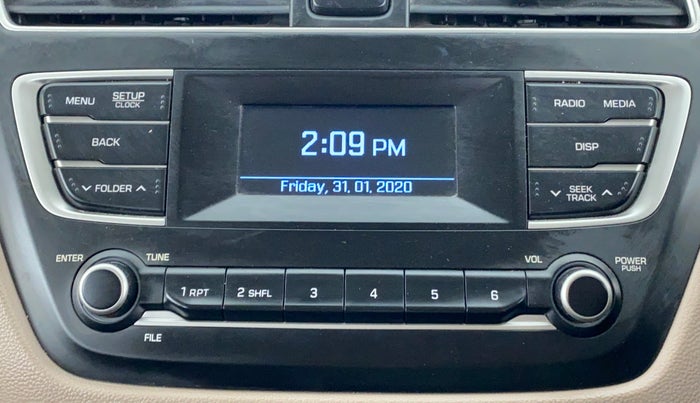 MENU
SETUP
CLOCK
RADIO MEDIA
BACK
2:09 PM
DISP
FOLDER
Friday, 31, 01, 2020
SEEK
TRACK
ENTER
TUNE
VOL
POWER
PUSH
1 RPT
2 SHFL
3
4
5
6
FILE